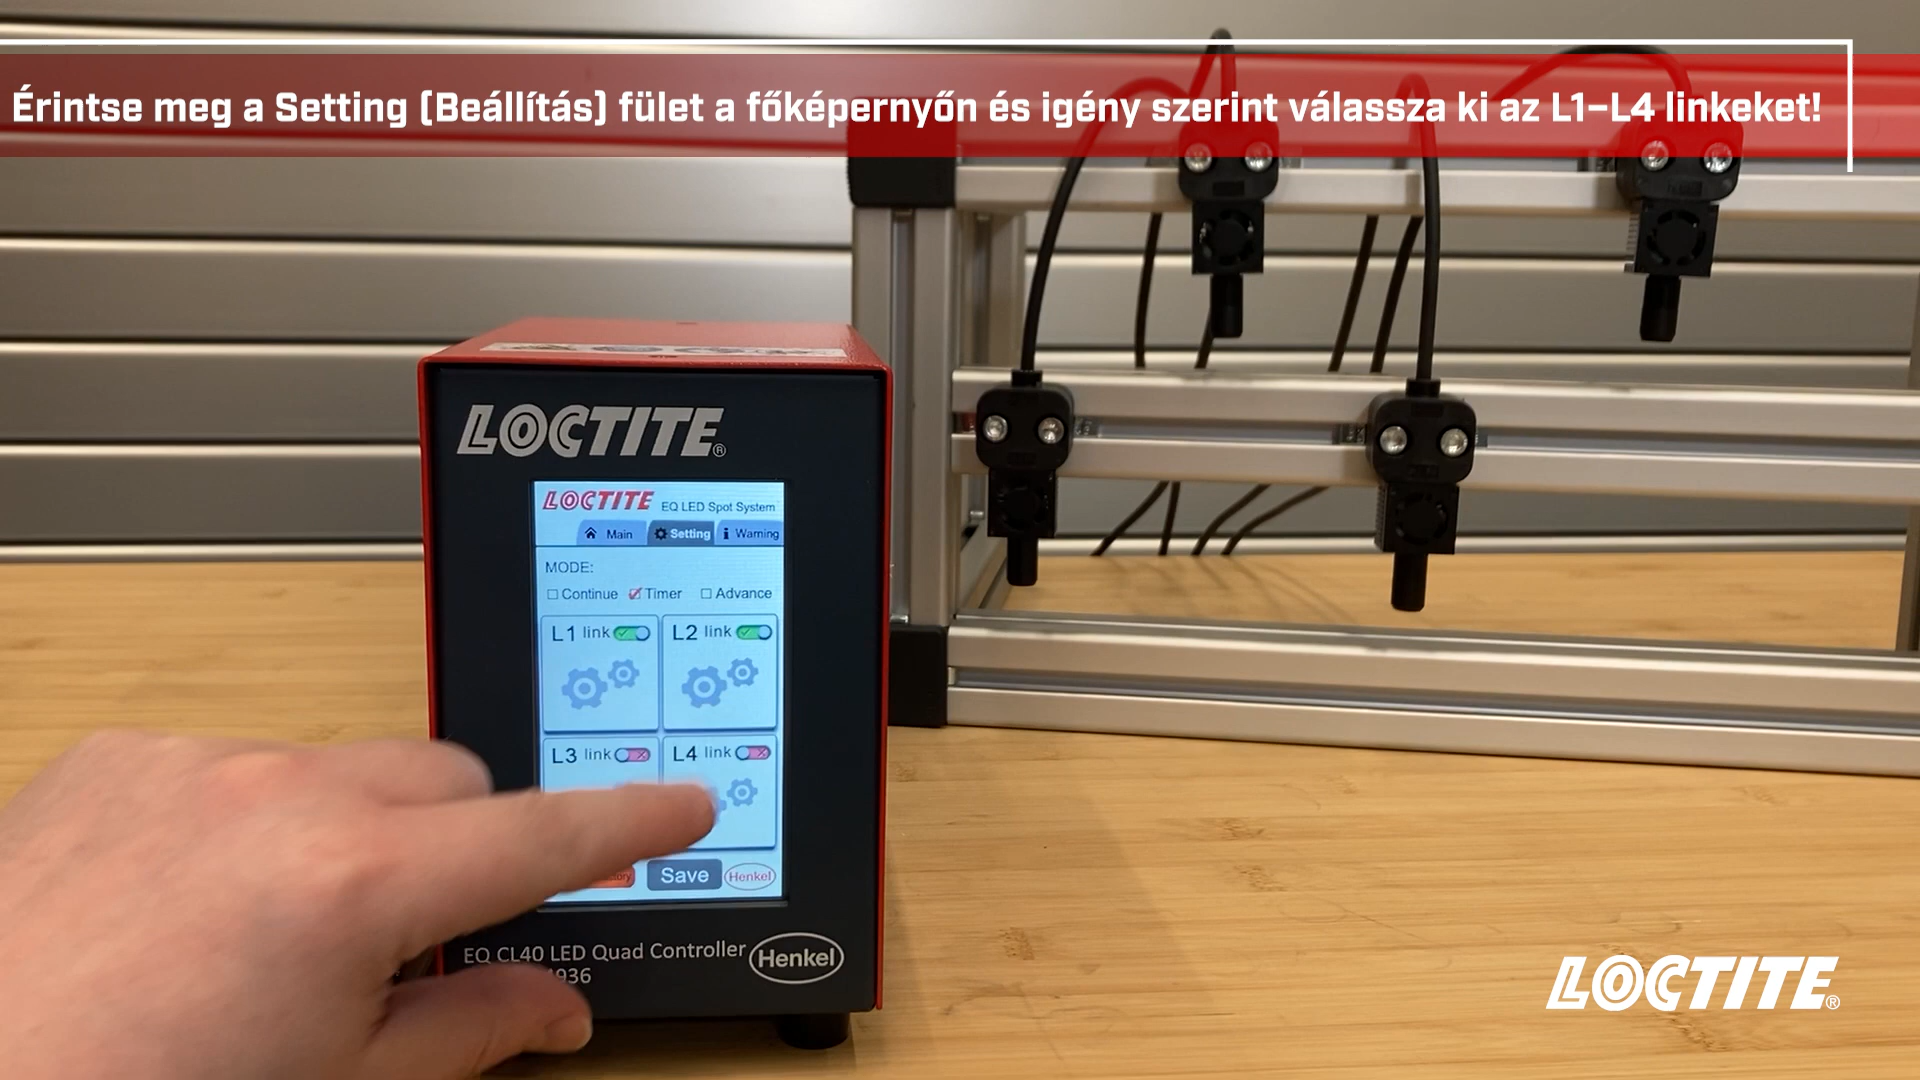 Érintse meg a Setting (Beállítás) fület a főképernyőn és igény szerint válassza ki az L1–L4 linkeket!
LOCTITE®
LOCTITE EQ LED Spot System
Main Setting Warning
MODE:
Continue Timer Advance
L1 link L2 link
L3 link L4 link
Save Henkel
EQ CL40 LED Quad Controller Henkel
LOCTITE®